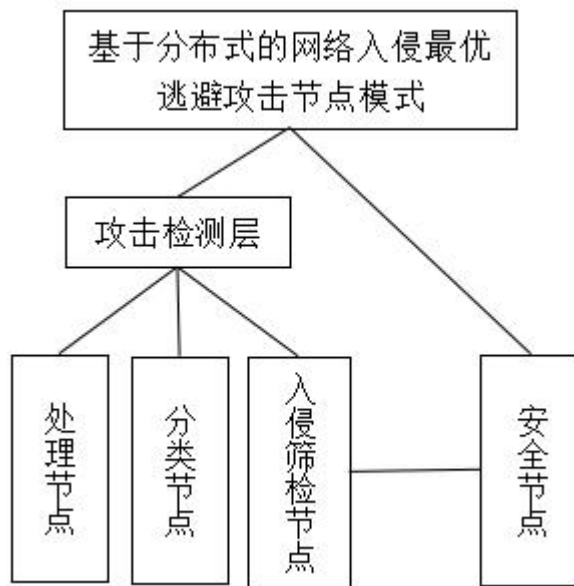 基于分布式的网络入侵最优
逃避攻击节点模式
攻击检测层
处理节点
分类节点
入侵筛检节点
安全节点